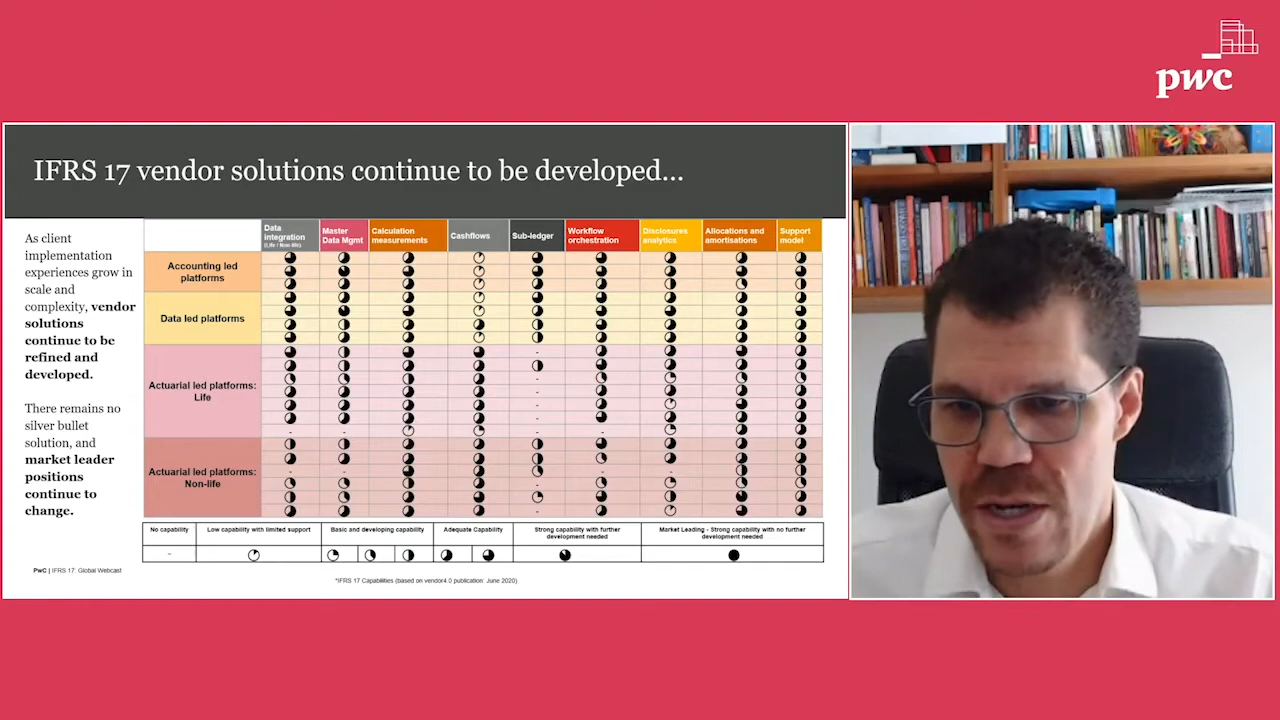 pwc
IFRS 17 vendor solutions continue to be developed...
As client
implementation
experiences grow in
scale and
complexity, vendor
solutions
continue to be
refined and
developed.
There remains no
silver bullet
solution, and
market leader
positions
continue to
change.
Data
integration
(Life / Non-life)
Master
Data Mgmt
Calculation
measurements
Cashflows
Sub-ledger
Workflow
orchestration
Disclosures
analytics
Allocations and
amortisations
Support
model
Accounting led
platforms
Data led platforms
Actuarial led platforms:
Life
Actuarial led platforms:
Non-life
No capability
Low capability with limited support
Basic and developing capability
Adequate Capability
Strong capability with further
development needed
Market Leading - Strong capability with no further
development needed
PwC | IFRS 17: Global Webcast
*IFRS 17 Capabilities (based on vendor4.0 publication: June 2020)